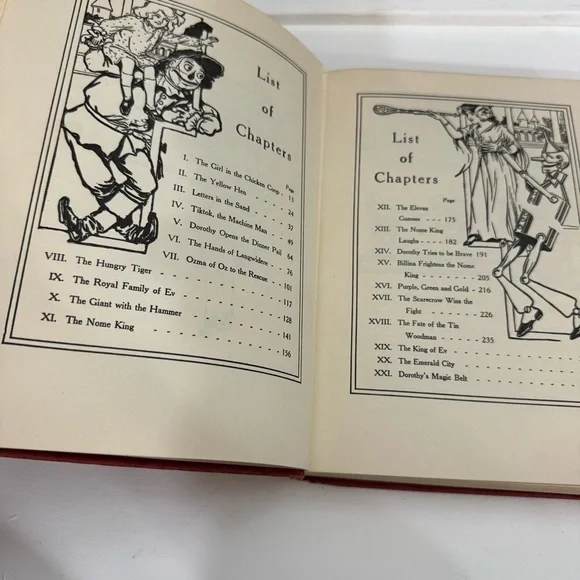 List
of
Chapters
Page
I. The Girl in the Chicken Coop - 13
II. The Yellow Hen - - - 24
III. Letters in the Sand - - - 37
IV. Tiktok, the Machine Man - 49
V. Dorothy Opens the Dinner Pail 64
VI. The Hands of Langwidere - 76
VII. Ozma of Oz to the Rescue - 101
VIII. The Hungry Tiger - - - - 117
IX. The Royal Family of Ev - - - 128
X. The Giant with the Hammer - - 141
XI. The Nome King - - - - 156
List
of
Chapters
Page
XII. The Eleven
Guesses - - - - 175
XIII. The Nome King
Laughs - - - - 182
XIV. Dorothy Tries to be Brave 191
XV. Billina Frightens the Nome
King - - - - 205
XVI. Purple, Green and Gold - 216
XVII. The Scarecrow Wins the
Fight - - - - 226
XVIII. The Fate of the Tin
Woodman - - - - 235
XIX. The King of Ev - - - - - - -
XX. The Emerald City - - - - - - -
XXI. Dorothy's Magic Belt - - - - - -